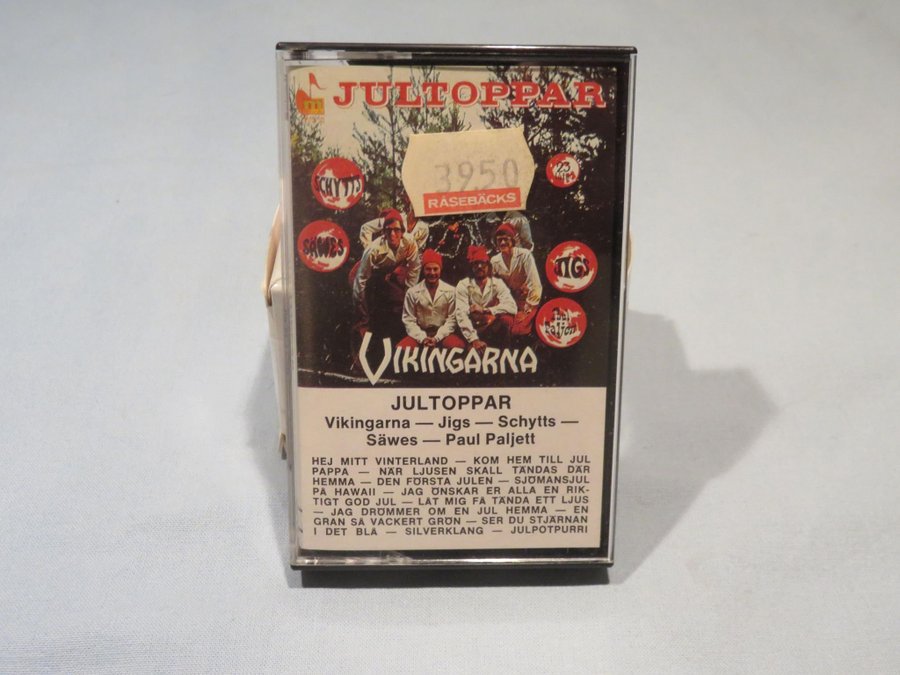 JULTOPPAR
3950
RÅSEBÄCKS
23
SCHYTTS
SÄWES
JIGS
Paul
Paljett
VIKINGARNA
JULTOPPAR
Vikingarna — Jigs — Schytts —
Säwes — Paul Paljett
HEJ MITT VINTERLAND — KOM HEM TILL JUL
PAPPA — NÄR LJUSEN SKALL TÄNDAS DÄR
HEMMA — DEN FÖRSTA JULEN — SJÖMANSJUL
PÅ HAWAII — JAG ÖNSKAR ER ALLA EN RIK-
TIGT GOD JUL — LÅT MIG FÅ TÄNDA ETT LJUS
— JAG DRÖMMER OM EN JUL HEMMA — EN
GRAN SÅ VACKERT GRÖN — SER DU STJÄRNAN
I DET BLÅ — SILVERKLANG — JULPOTPURRI